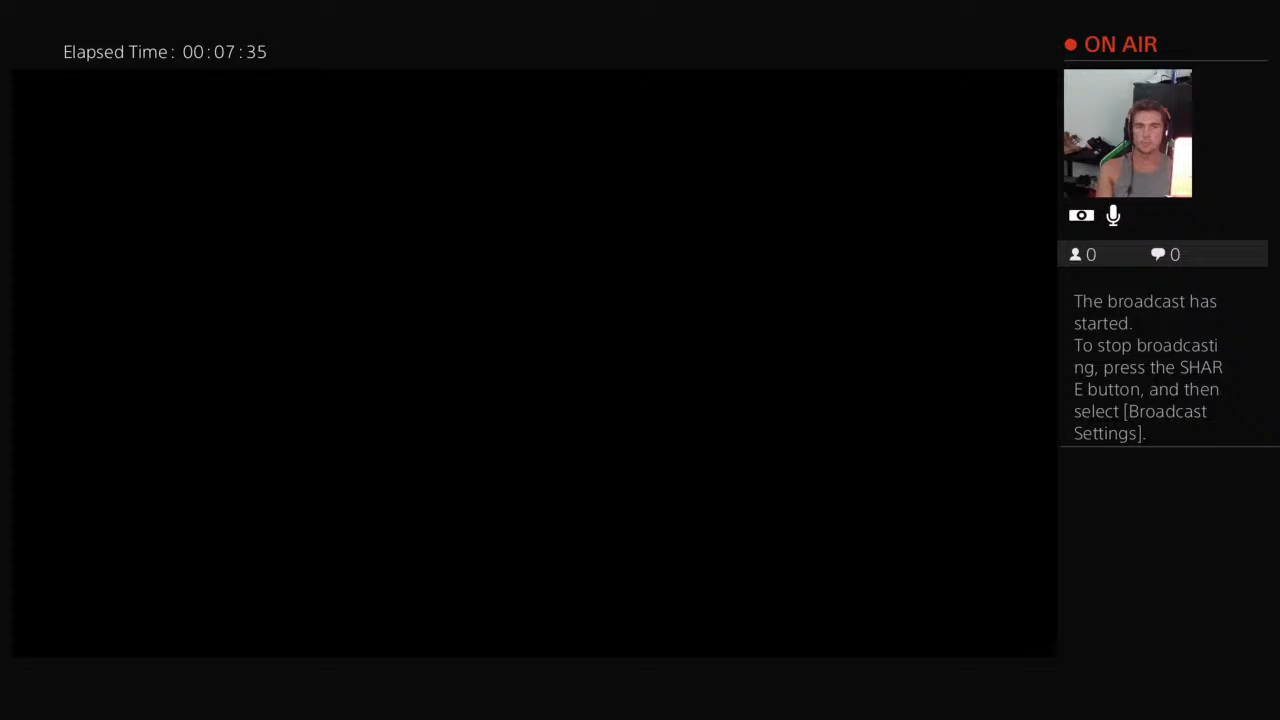 Elapsed Time: 00:07:35
ON AIR
0 0
The broadcast has
started.
To stop broadcasti
ng, press the SHAR
E button, and then
select [Broadcast
Settings].